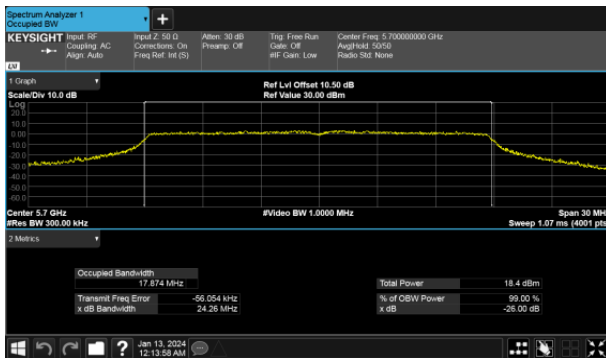 Spectrum Analyzer 1
Occupied BW
+
KEYSIGHT Input: RF Input Z: 50 Ω Atten: 30 dB Trig: Free Run Center Freq: 5.700000000 GHz
Coupling: AC Corrections: On Preamp: Off Gate: Off Avg|Hold: 50/50
Align: Auto Freq Ref: Int (S) #IF Gain: Low Radio Std: None
LXI
1 Graph
Ref Lvl Offset 10.50 dB
Scale/Div 10.0 dB Ref Value 30.00 dBm
Log
20.0
10.0
0.00
-10.0
-20.0
-30.0
-40.0
-50.0
-60.0
Center 5.7 GHz #Video BW 1.0000 MHz Span 30 MH
#Res BW 300.00 kHz Sweep 1.07 ms (4001 pts
2 Metrics
Occupied Bandwidth
17.874 MHz Total Power 18.4 dBm
Transmit Freq Error -56.054 kHz % of OBW Power 99.00 %
x dB Bandwidth 24.26 MHz x dB -26.00 dB
? Jan 13, 2024
12:13:58 AM